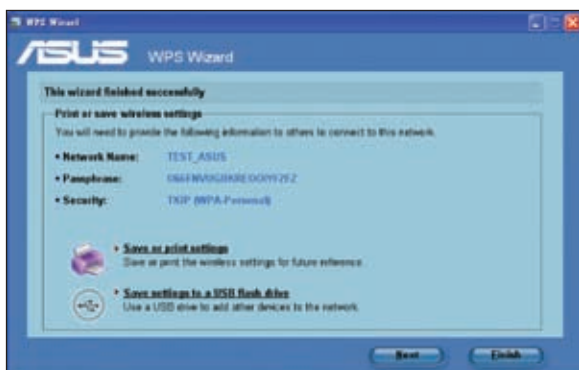 WPS Wizard
ASUS WPS Wizard
This wizard finished successfully
Print or save wireless settings
You will need to provide the following information to others to connect to this network.
• Network Name: TEST_ASUS
• Passphrase:
• Security: TKIP (WPA-Personal)
Save or print settings
Save or print the wireless settings for future reference.
Save settings to a USB flash drive
Use a USB drive to add other devices to the network.
Next Finish